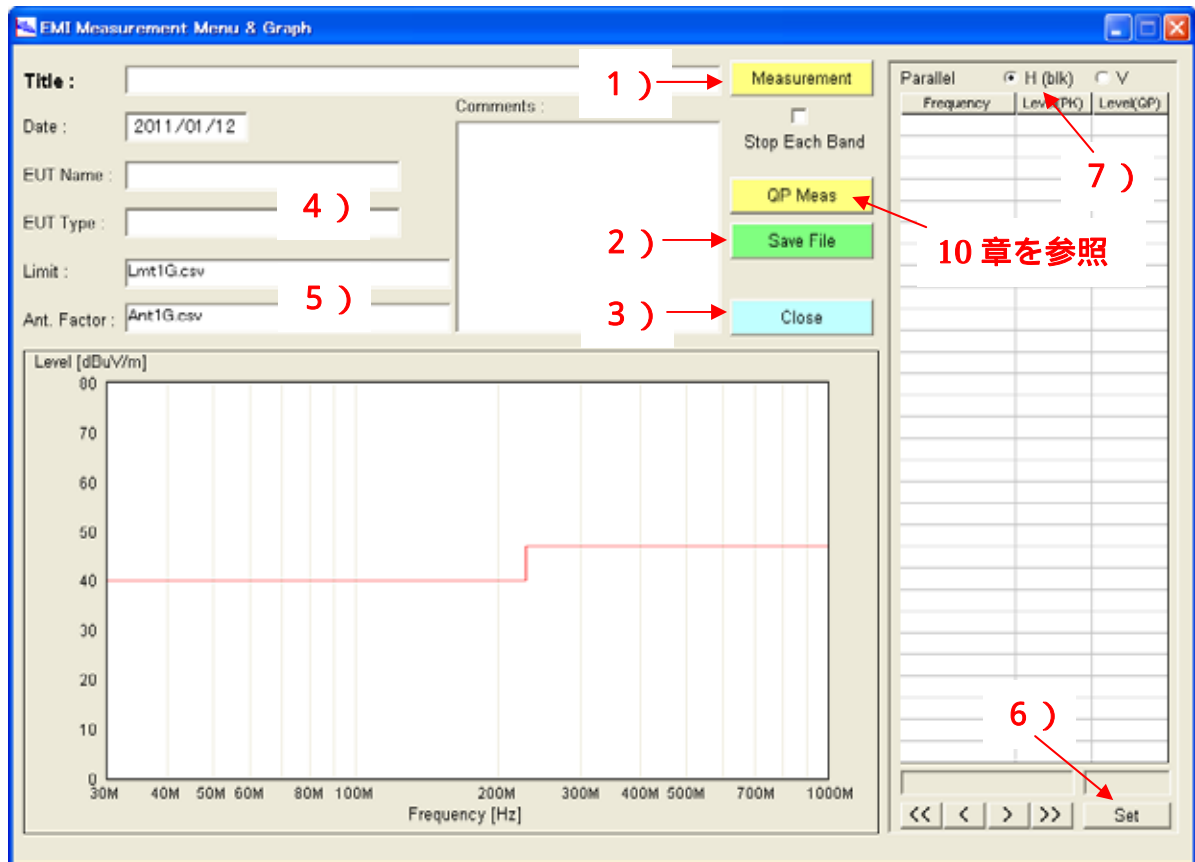 EMI Measurement Menu & Graph
Title :
1 )
Measurement
Date :
2011/01/12
Comments :
Stop Each Band
EUT Name :
4 )
QP Meas
EUT Type :
2 )
Save File
10 章を参照
Limit :
Lmt1G.csv
5 )
Ant. Factor :
Ant1G.csv
3 )
Close
Parallel H (blk) V
Frequency Level(PK) Level(QP)
7 )
Level [dBuV/m]
80
70
60
50
40
30
20
10
0
30M 40M 50M 60M 80M 100M 200M 300M 400M 500M 700M 1000M
Frequency [Hz]
6 )
<< < > >> Set